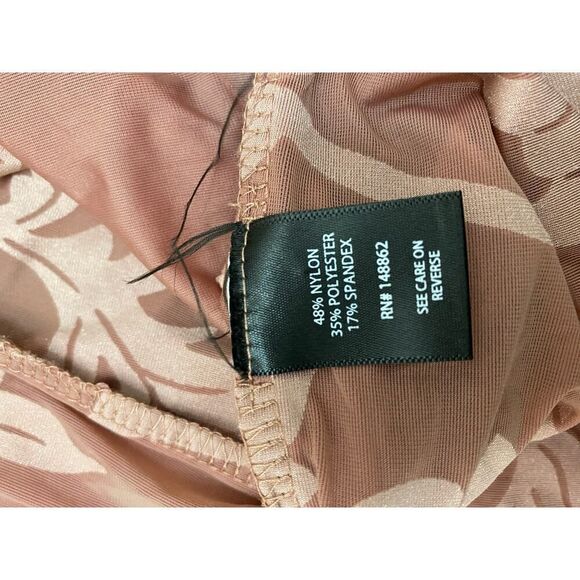 48% NYLON
35% POLYESTER
17% SPANDEX
RN# 148862
SEE CARE ON
REVERSE